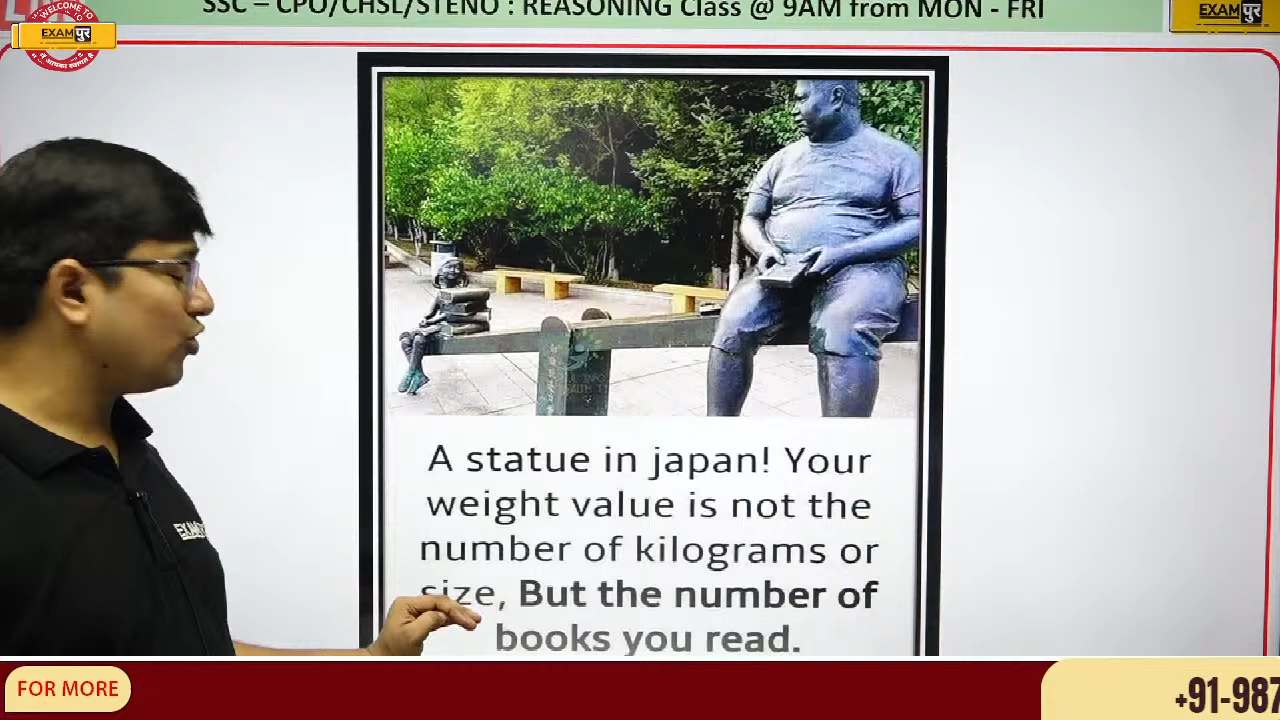 SSC – CPO/CHSL/STENO : REASONING Class @ 9AM from MON - FRI
WELCOME TO
EXAMपुर
में आपका स्वागत है
EXAMपुर
A statue in japan! Your
weight value is not the
number of kilograms or
size, But the number of
books you read.
FOR MORE
+91-987